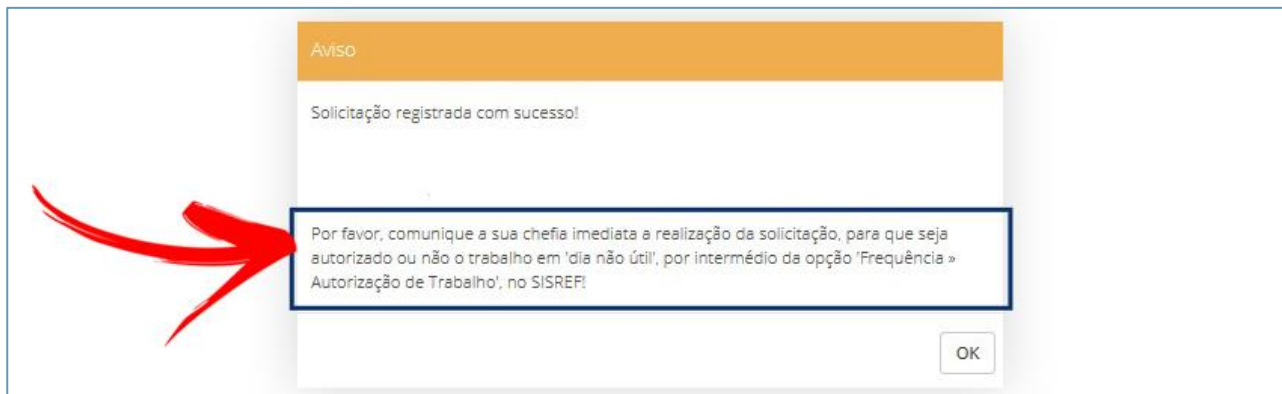 Aviso
Solicitação registrada com sucesso!
Por favor, comunique a sua chefia imediata a realização da solicitação, para que seja
autorizado ou não o trabalho em 'dia não útil', por intermédio da opção 'Frequência »
Autorização de Trabalho', no SISREF!
OK